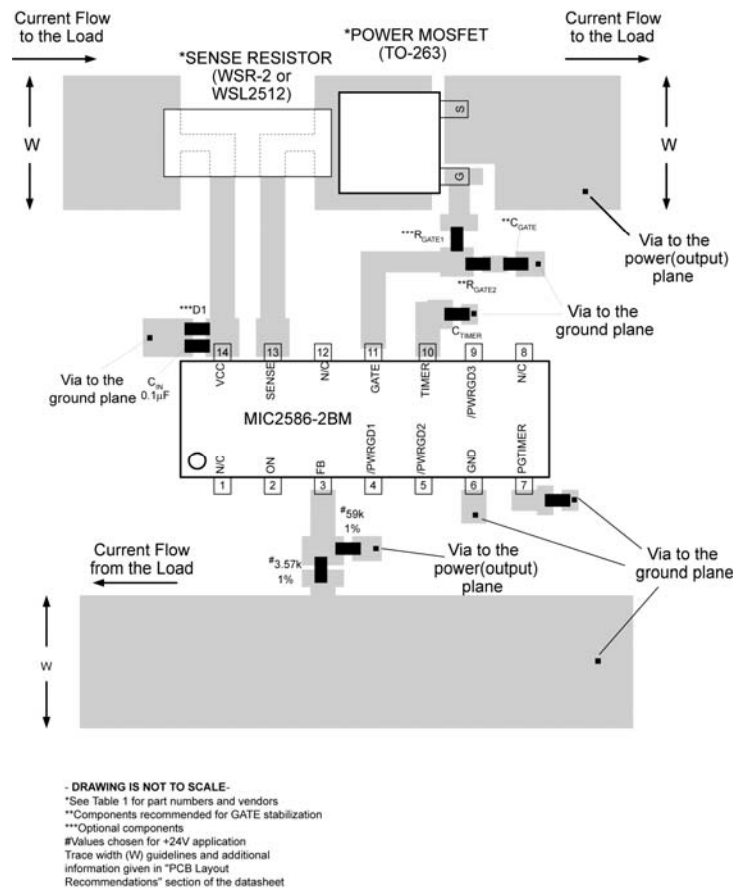 Current Flow
to the Load
*SENSE RESISTOR
(WSR-2 or
WSL2512)
*POWER MOSFET
(TO-263)
Current Flow
to the Load
W
S
G
W
***R GATE1
**C GATE
**R GATE2
Via to the
power(output)
plane
Via to the
ground plane
***D1
C TIMER
C IN
0.1µF
Via to the
ground plane
14
13
12
11
10
9
8
VCC
SENSE
N/C
GATE
TIMER
/PWRGD3
N/C
MIC2586-2BM
N/C
ON
FB
/PWRGD1
/PWRGD2
GND
PGTIMER
1
2
3
4
5
6
7
#59k
1%
#3.57k
1%
Via to the
power(output)
plane
Via to the
ground plane
Current Flow
from the Load
W
- DRAWING IS NOT TO SCALE-
*See Table 1 for part numbers and vendors
**Components recommended for GATE stabilization
***Optional components
#Values chosen for +24V application
Trace width (W) guidelines and additional
information given in "PCB Layout
Recommendations" section of the datasheet